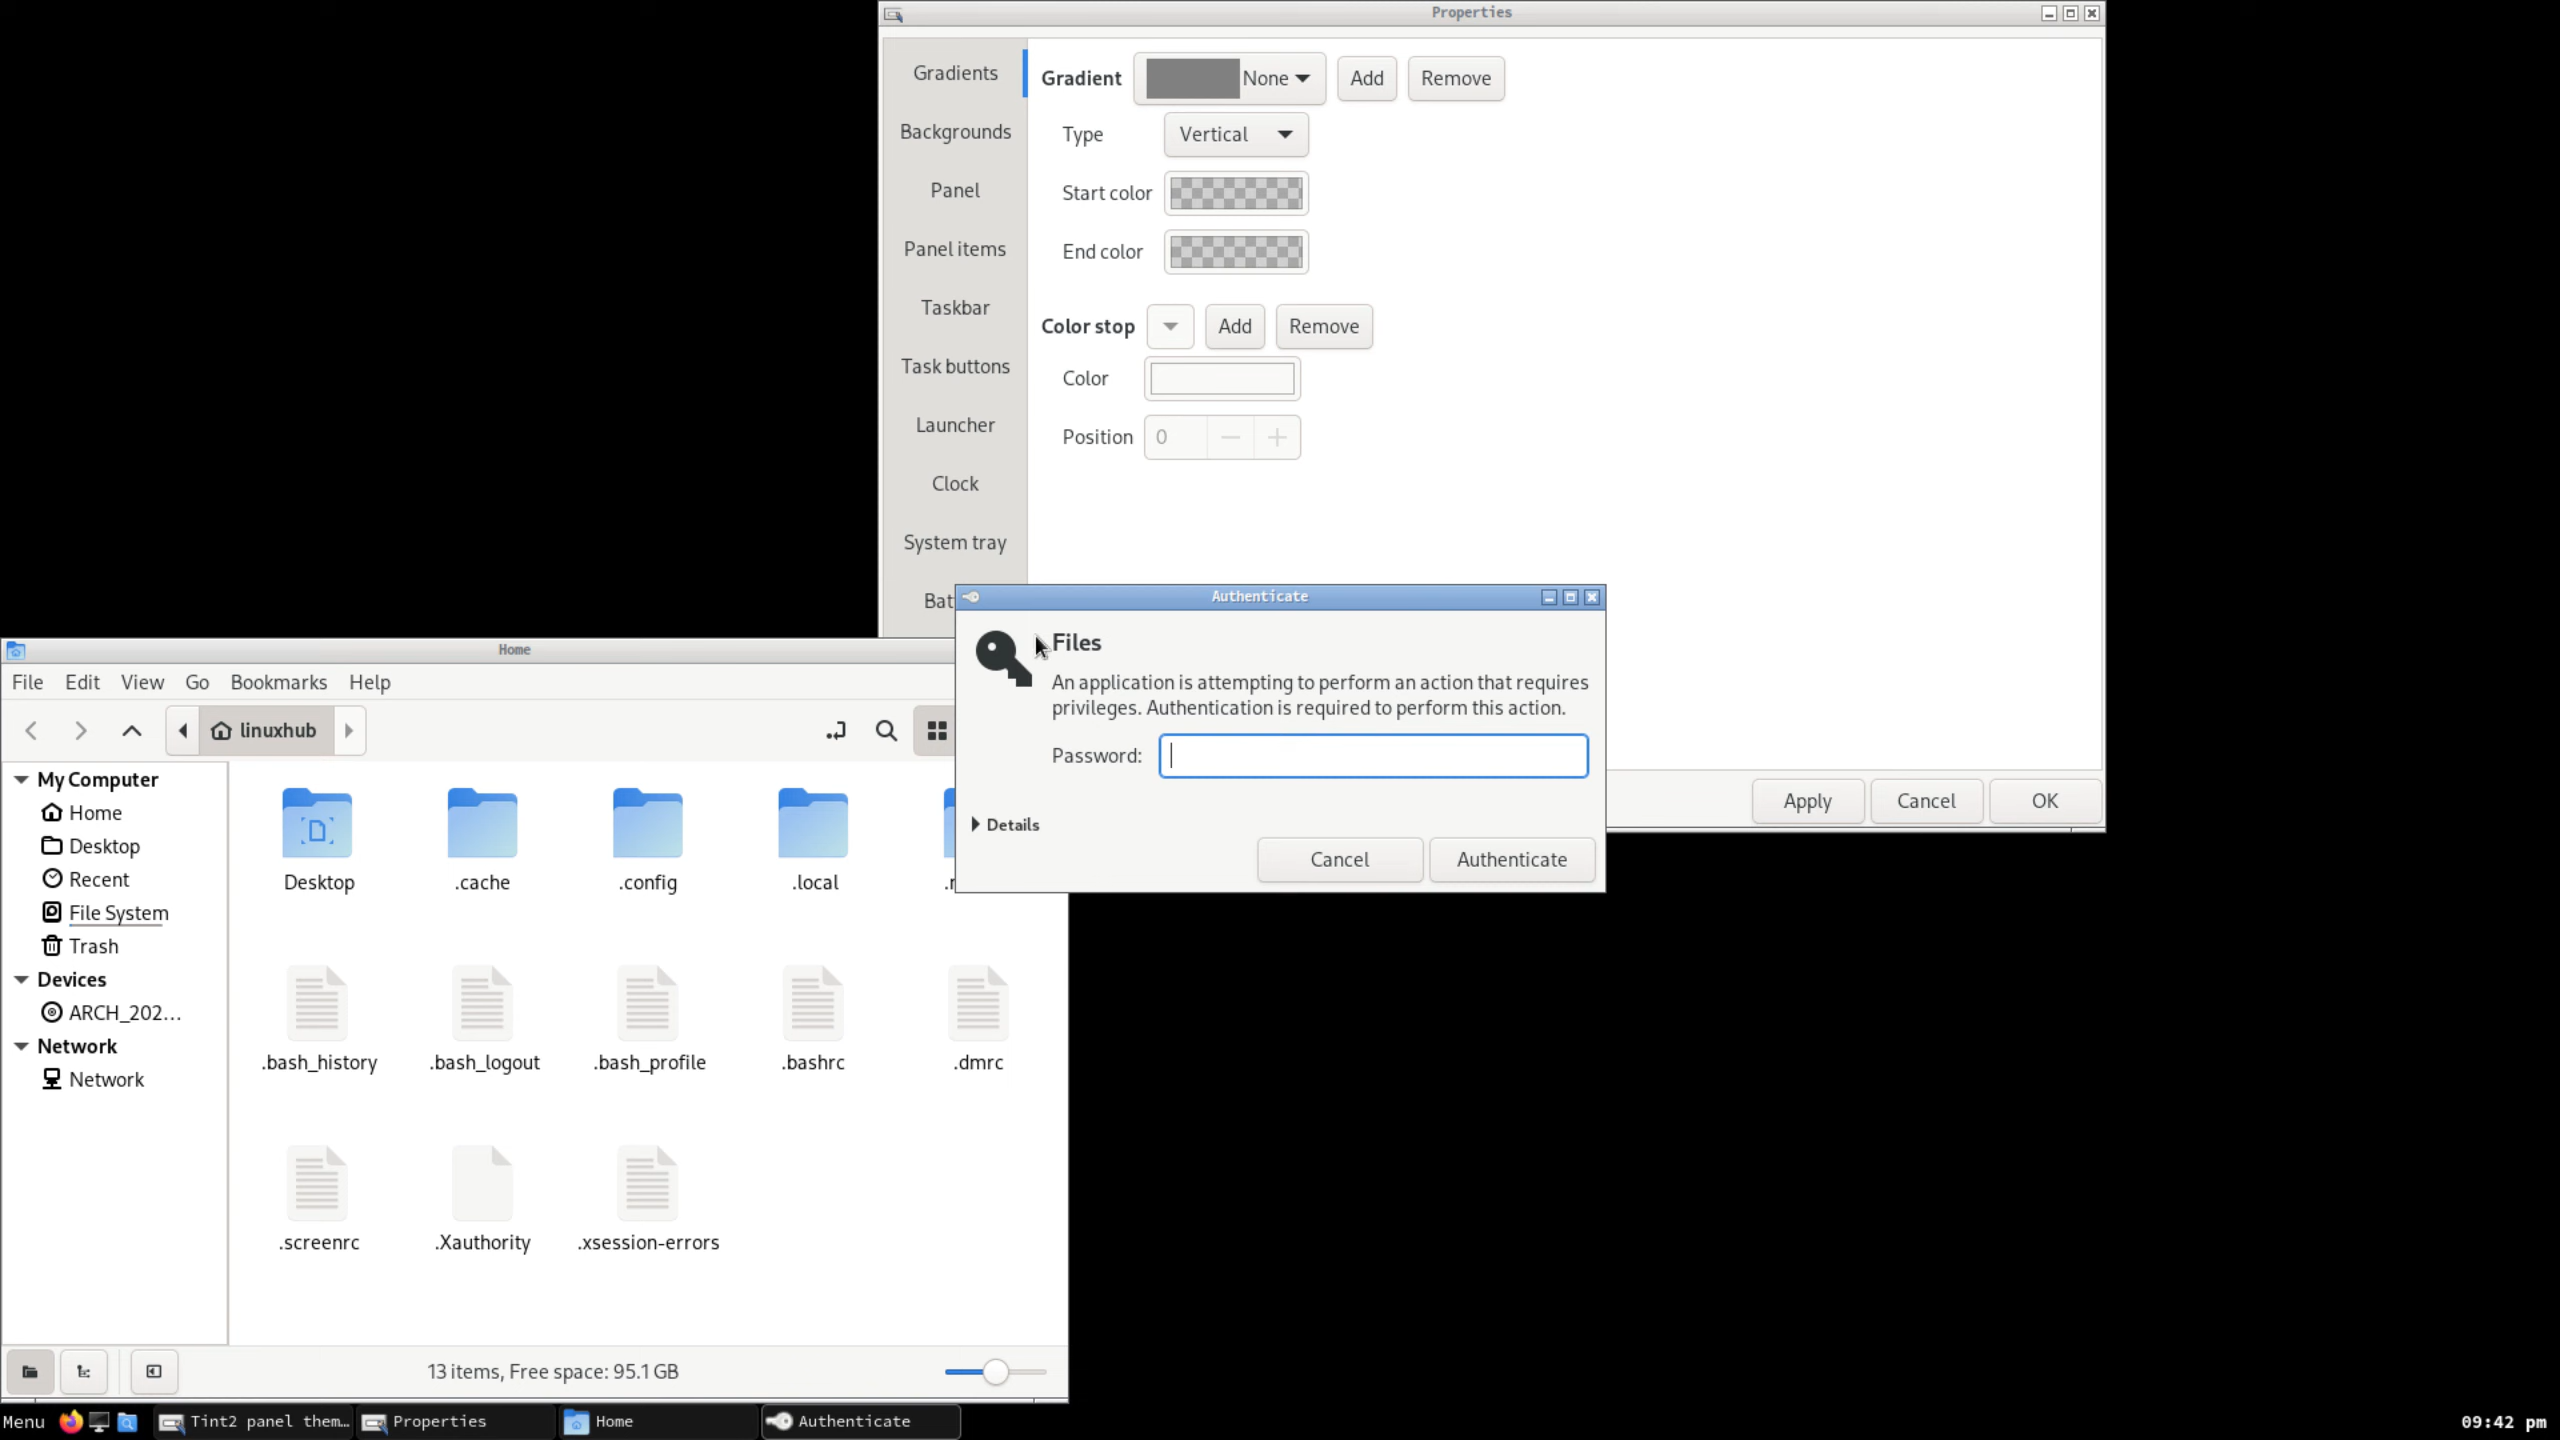 Properties
Gradients
Backgrounds
Panel
Panel items
Taskbar
Task buttons
Launcher
Clock
System tray
Gradient None Add Remove
Type Vertical
Start color
End color
Color stop Add Remove
Color
Position 0
Apply Cancel OK
Authenticate
Files
An application is attempting to perform an action that requires
privileges. Authentication is required to perform this action.
Password:
Details
Cancel Authenticate
Home
File Edit View Go Bookmarks Help
linuxhub
My Computer
Home
Desktop
Recent
File System
Trash
Devices
ARCH_202...
Network
Network
Desktop .cache .config .local
.bash_history .bash_logout .bash_profile .bashrc .dmrc
.screenrc .Xauthority .xsession-errors
13 items, Free space: 95.1 GB
Menu Tint2 panel them… Properties Home Authenticate 09:42 pm